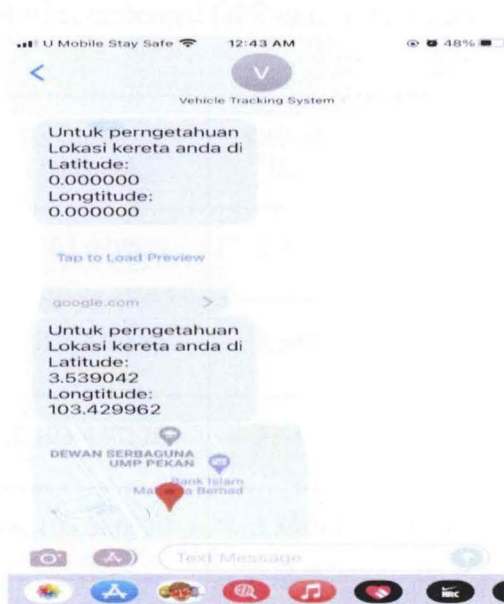 U Mobile Stay Safe 12:43 AM 48%
V
Vehicle Tracking System
Untuk perngetahuan
Lokasi kereta anda di
Latitude:
0.000000
Longtitude:
0.000000
Tap to Load Preview
google.com
Untuk perngetahuan
Lokasi kereta anda di
Latitude:
3.539042
Longtitude:
103.429962
DEWAN SERBAGUNA
UMP PEKAN
Bank Islam
Berhad
Text Message
NRC